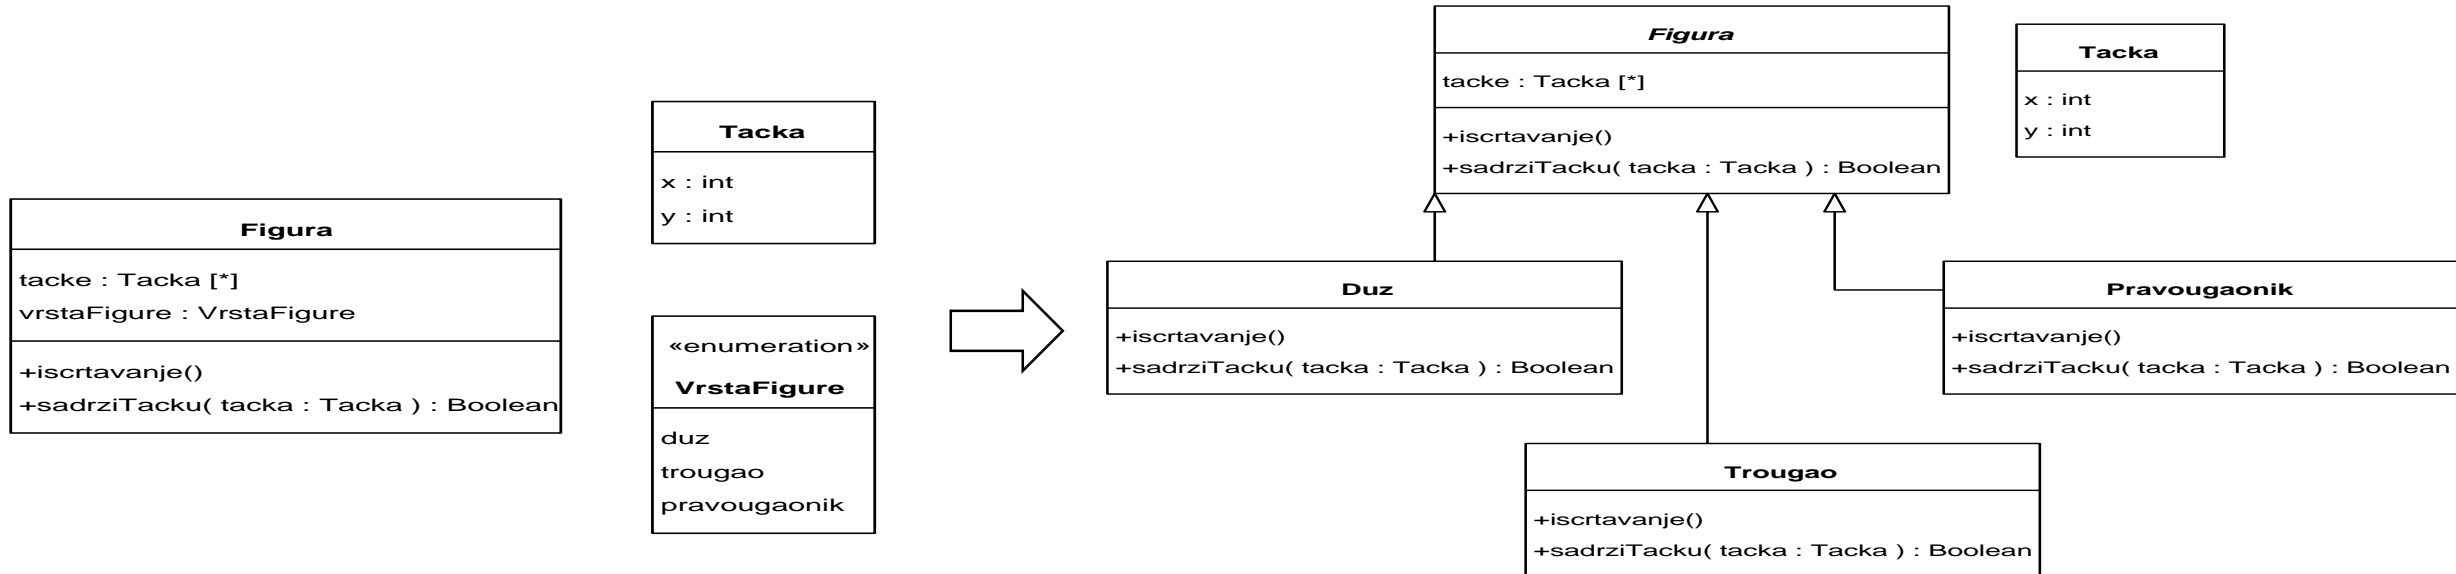 Figura
tacke : Tacka [*]
vrstaFigure : VrstaFigure
+iscrtavanje()
+sadrziTacku( tacka : Tacka ) : Boolean
Tacka
x : int
y : int
«enumeration»
VrstaFigure
duz
trougao
pravougaonik
Figura
tacke : Tacka [*]
+iscrtavanje()
+sadrziTacku( tacka : Tacka ) : Boolean
Tacka
x : int
y : int
Duz
+iscrtavanje()
+sadrziTacku( tacka : Tacka ) : Boolean
Pravougaonik
+iscrtavanje()
+sadrziTacku( tacka : Tacka ) : Boolean
Trougao
+iscrtavanje()
+sadrziTacku( tacka : Tacka ) : Boolean